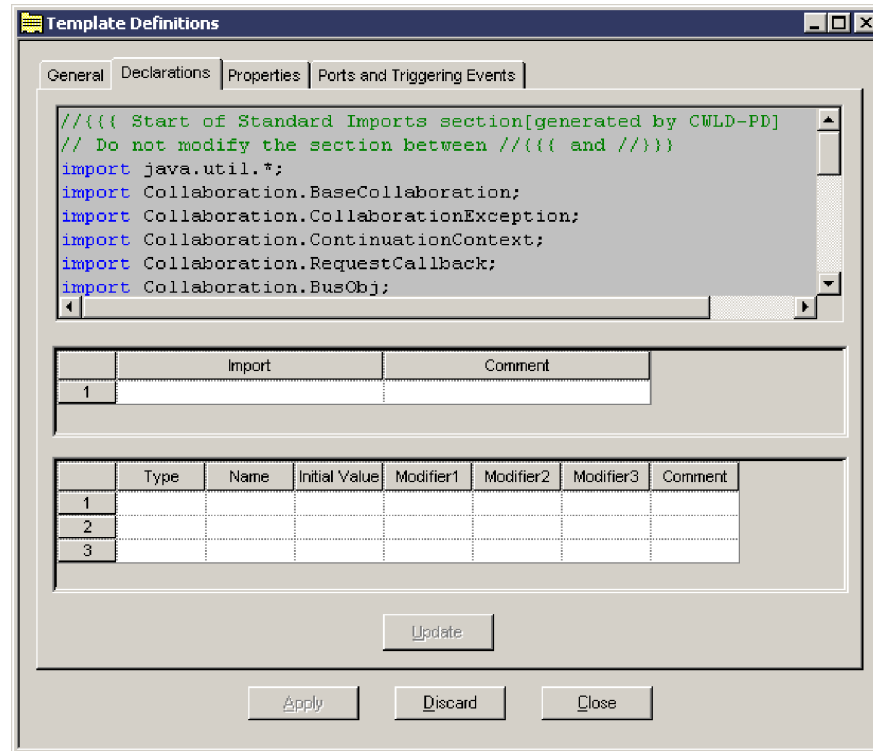 Template Definitions
General Declarations Properties Ports and Triggering Events
//{{{ Start of Standard Imports section[generated by CWLD-PD]
// Do not modify the section between //{{{ and //}}}
import java.util.*;
import Collaboration.BaseCollaboration;
import Collaboration.CollaborationException;
import Collaboration.ContinuationContext;
import Collaboration.RequestCallback;
import Collaboration.BusObj;
Import Comment
1
Type Name Initial Value Modifier1 Modifier2 Modifier3 Comment
1
2
3
Update
Apply Discard Close